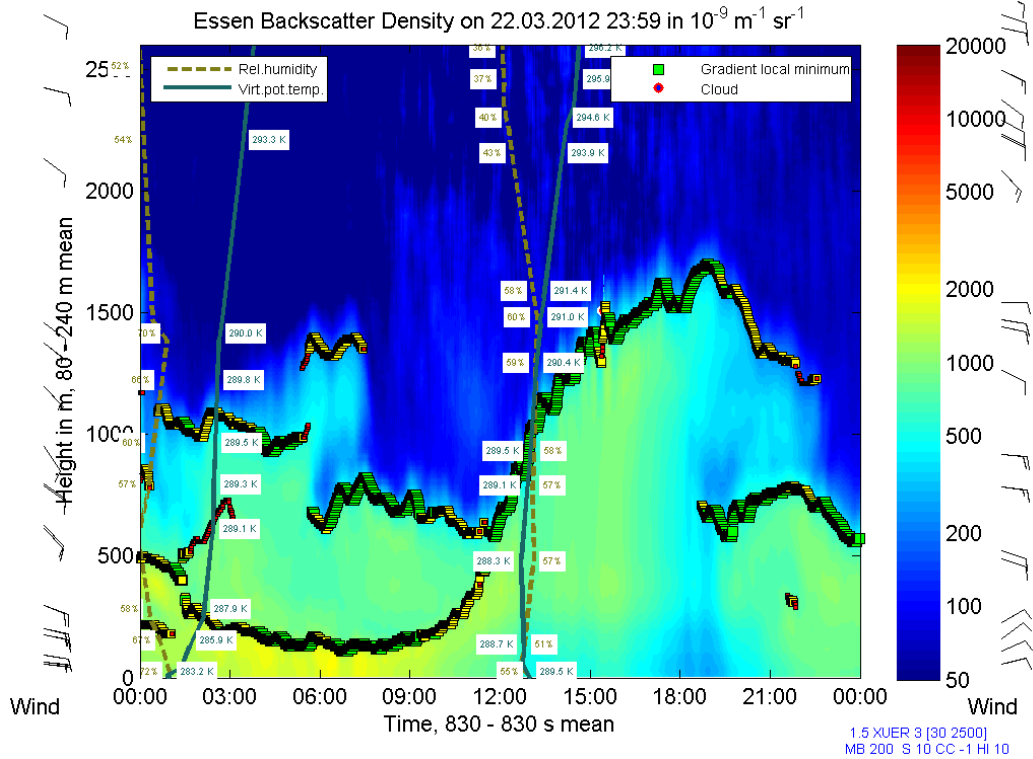 Essen Backscatter Density on 22.03.2012 23:59 in 10⁻⁹ m⁻¹ sr⁻¹
Rel.humidity
Virt.pot.temp.
Gradient local minimum
Cloud
Height in m, 80 - 240 m mean
2000
1500
500
0
52%
54%
70%
66%
60%
57%
58%
67%
72%
293.3 K
290.0 K
289.8 K
289.5 K
289.3 K
289.1 K
287.9 K
285.9 K
283.2 K
36%
37%
40%
43%
58%
60%
59%
58%
57%
57%
51%
55%
296.2 K
295.9
294.6 K
293.9 K
291.4 K
291.0 K
290.4 K
289.5 K
289.1 K
288.3 K
288.7 K
289.5 K
00:00 03:00 06:00 09:00 12:00 15:00 18:00 21:00 00:00
Time, 830 - 830 s mean
20000
10000
5000
2000
1000
500
200
100
50
Wind
Wind
1.5 XUER 3 [30 2500]
MB 200 S 10 CC -1 HI 10